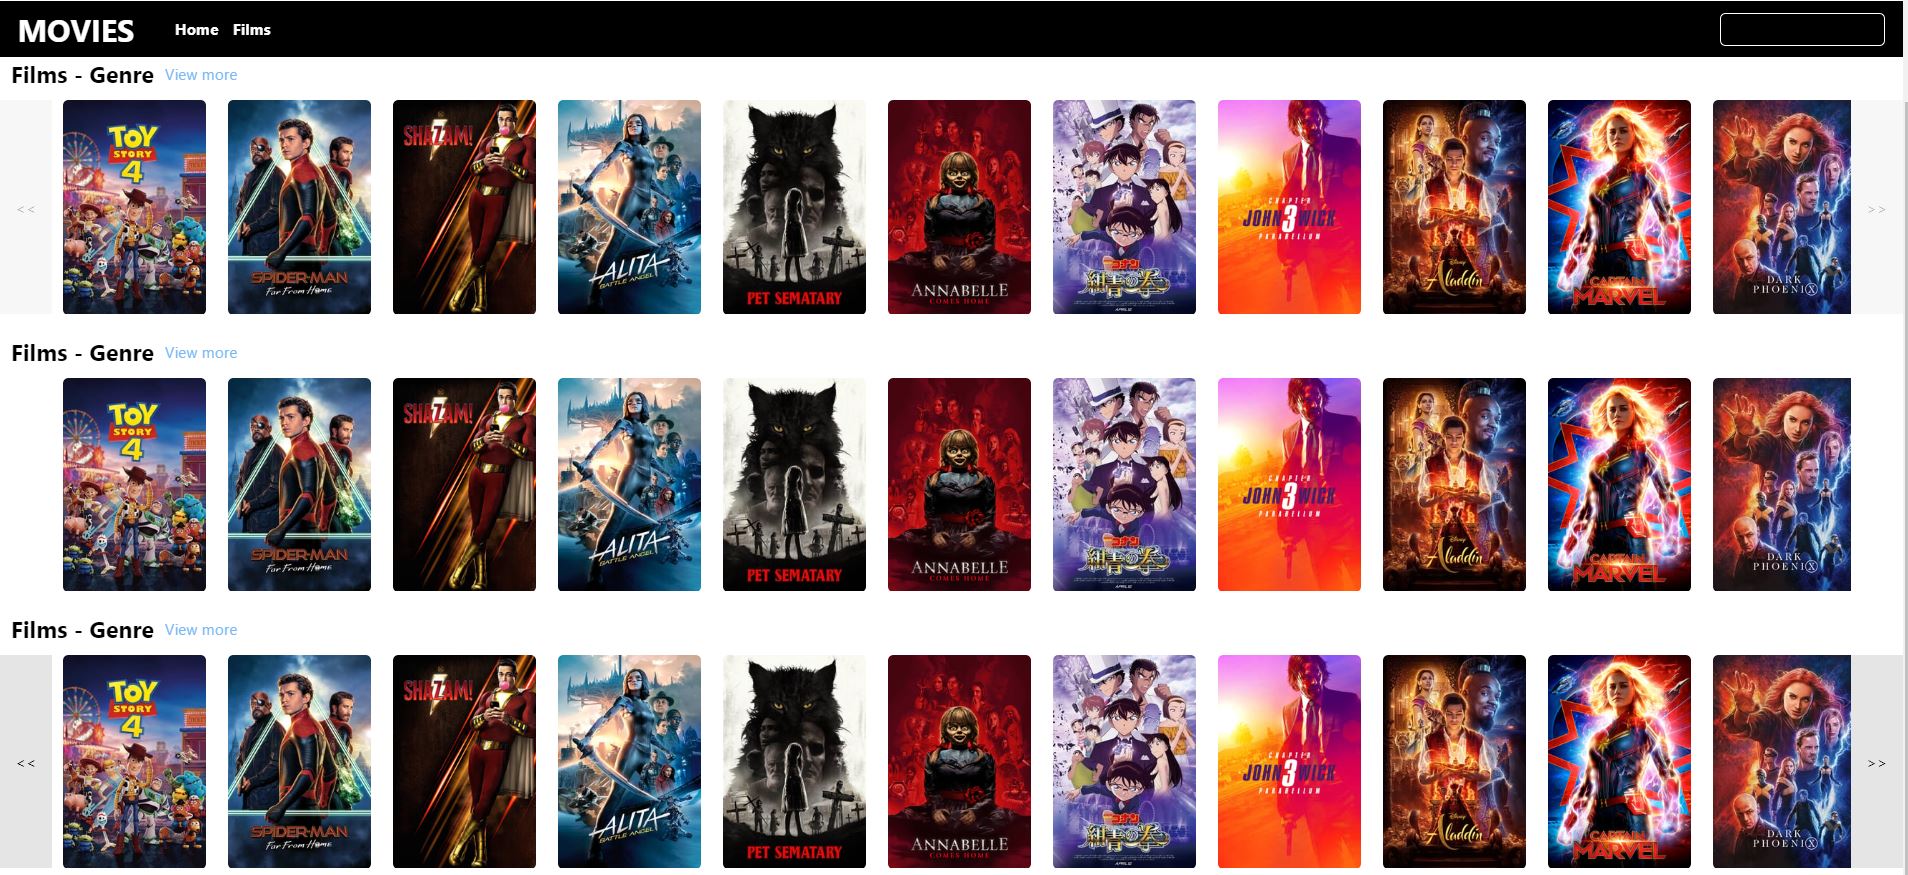 MOVIES Home Films
Films - Genre View more
TOY STORY 4
SPIDER-MAN
Far From Home
SHAZAM!
ALITA
BATTLE ANGEL
PET SEMATARY
ANNABELLE
COMES HOME
コナン
紺青の拳
APRIL12
CHAPTER
JOHN 3 WICK
PARABELLUM
Disney
Aladdin
CAPTAIN
MARVEL
DARK
PHOENIX
<< >>
Films - Genre View more
TOY STORY 4
SPIDER-MAN
Far From Home
SHAZAM!
ALITA
BATTLE ANGEL
PET SEMATARY
ANNABELLE
COMES HOME
コナン
紺青の拳
APRIL12
CHAPTER
JOHN 3 WICK
PARABELLUM
Disney
Aladdin
CAPTAIN
MARVEL
DARK
PHOENIX
Films - Genre View more
TOY STORY 4
SPIDER-MAN
Far From Home
SHAZAM!
ALITA
BATTLE ANGEL
PET SEMATARY
ANNABELLE
COMES HOME
コナン
紺青の拳
APRIL12
CHAPTER
JOHN 3 WICK
PARABELLUM
Disney
Aladdin
CAPTAIN
MARVEL
DARK
PHOENIX
<< >>